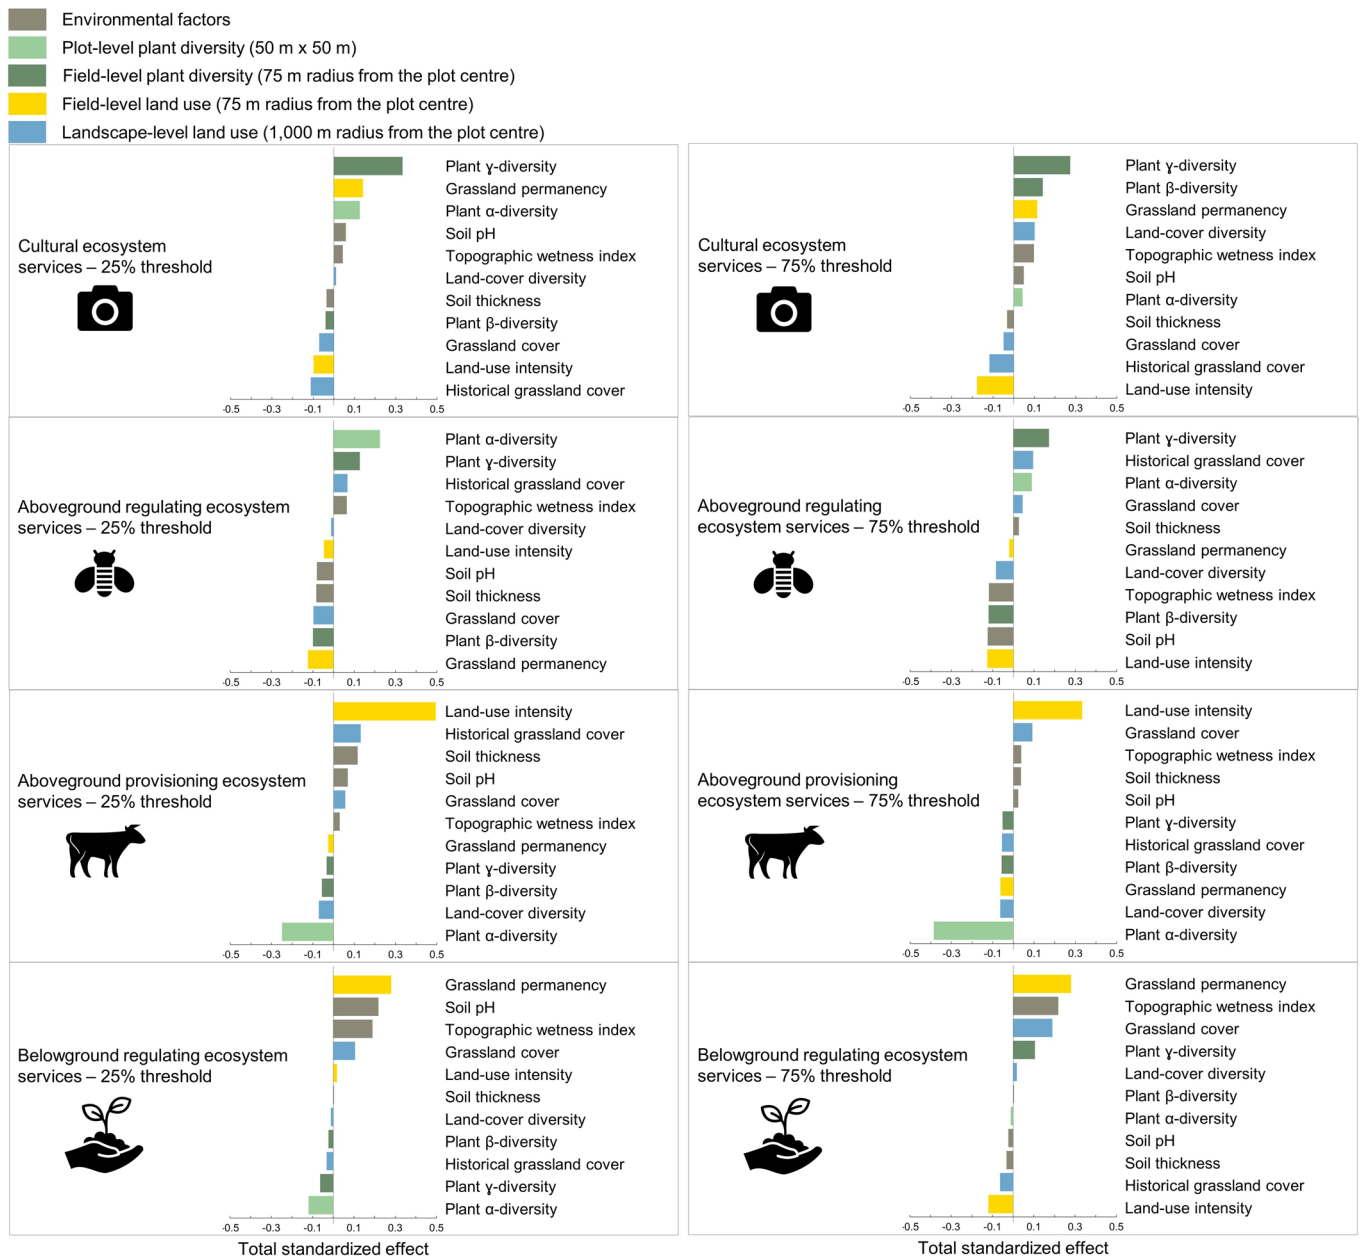 Environmental factors
Plot-level plant diversity (50 m x 50 m)
Field-level plant diversity (75 m radius from the plot centre)
Field-level land use (75 m radius from the plot centre)
Landscape-level land use (1,000 m radius from the plot centre)
Cultural ecosystem
services – 25% threshold
Plant ɣ-diversity
Grassland permanency
Plant α-diversity
Soil pH
Topographic wetness index
Land-cover diversity
Soil thickness
Plant β-diversity
Grassland cover
Land-use intensity
Historical grassland cover
-0.5 -0.3 -0.1 0.1 0.3 0.5
Cultural ecosystem
services – 75% threshold
Plant ɣ-diversity
Plant β-diversity
Grassland permanency
Land-cover diversity
Topographic wetness index
Soil pH
Plant α-diversity
Soil thickness
Grassland cover
Historical grassland cover
Land-use intensity
-0.5 -0.3 -0.1 0.1 0.3 0.5
Aboveground regulating ecosystem
services – 25% threshold
Plant α-diversity
Plant ɣ-diversity
Historical grassland cover
Topographic wetness index
Land-cover diversity
Land-use intensity
Soil pH
Soil thickness
Grassland cover
Plant β-diversity
Grassland permanency
-0.5 -0.3 -0.1 0.1 0.3 0.5
Aboveground regulating
ecosystem services – 75% threshold
Plant ɣ-diversity
Historical grassland cover
Plant α-diversity
Grassland cover
Soil thickness
Grassland permanency
Land-cover diversity
Topographic wetness index
Plant β-diversity
Soil pH
Land-use intensity
-0.5 -0.3 -0.1 0.1 0.3 0.5
Aboveground provisioning ecosystem
services – 25% threshold
Land-use intensity
Historical grassland cover
Soil thickness
Soil pH
Grassland cover
Topographic wetness index
Grassland permanency
Plant ɣ-diversity
Plant β-diversity
Land-cover diversity
Plant α-diversity
-0.5 -0.3 -0.1 0.1 0.3 0.5
Aboveground provisioning
ecosystem services – 75% threshold
Land-use intensity
Grassland cover
Topographic wetness index
Soil thickness
Soil pH
Plant ɣ-diversity
Historical grassland cover
Plant β-diversity
Grassland permanency
Land-cover diversity
Plant α-diversity
-0.5 -0.3 -0.1 0.1 0.3 0.5
Belowground regulating ecosystem
services – 25% threshold
Grassland permanency
Soil pH
Topographic wetness index
Grassland cover
Land-use intensity
Soil thickness
Land-cover diversity
Plant β-diversity
Historical grassland cover
Plant ɣ-diversity
Plant α-diversity
-0.5 -0.3 -0.1 0.1 0.3 0.5
Total standardized effect
Belowground regulating ecosystem
services – 75% threshold
Grassland permanency
Topographic wetness index
Grassland cover
Plant ɣ-diversity
Land-cover diversity
Plant β-diversity
Plant α-diversity
Soil pH
Soil thickness
Historical grassland cover
Land-use intensity
-0.5 -0.3 -0.1 0.1 0.3 0.5
Total standardized effect